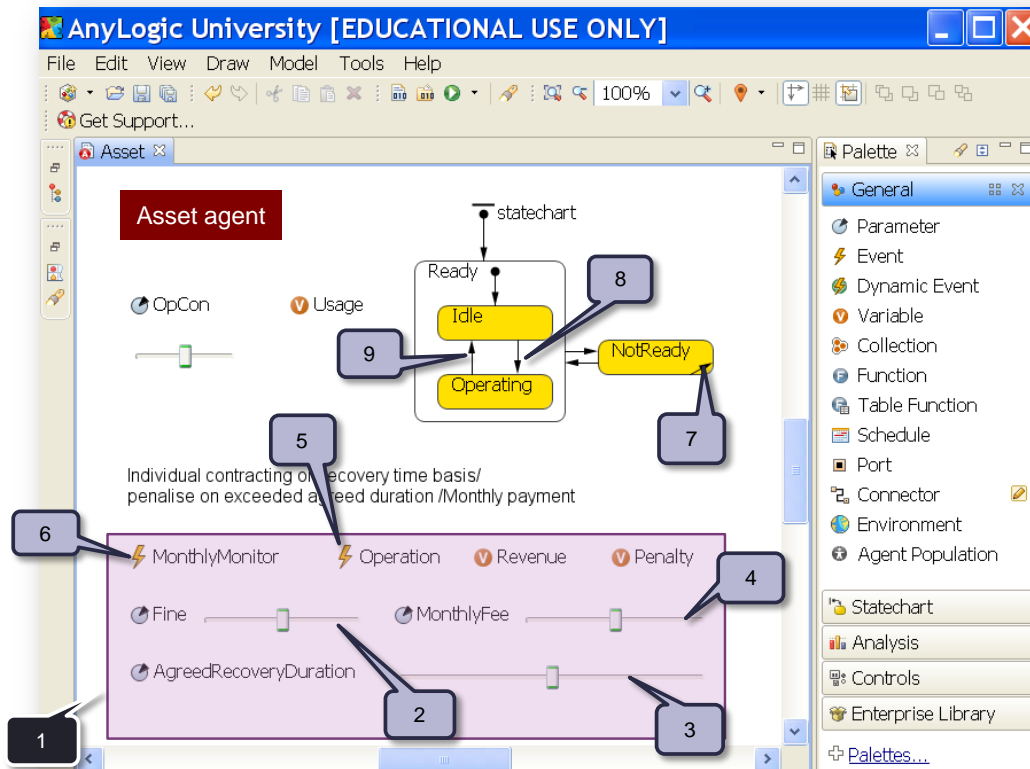 AnyLogic University [EDUCATIONAL USE ONLY]
File Edit View Draw Model Tools Help
100%
Get Support...
Asset
Palette
General
Asset agent
statechart
Parameter
Event
Ready
8
Dynamic Event
OpCon
Usage
Idle
Variable
9
NotReady
Collection
Operating
Function
Table Function
5
7
Schedule
Individual contracting on recovery time basis/
Port
penalise on exceeded agreed duration /Monthly payment
Connector
6
Environment
MonthlyMonitor
Operation
Revenue
Penalty
Agent Population
4
Fine
MonthlyFee
Statechart
Analysis
AgreedRecoveryDuration
Controls
2
3
Enterprise Library
1
Palettes...